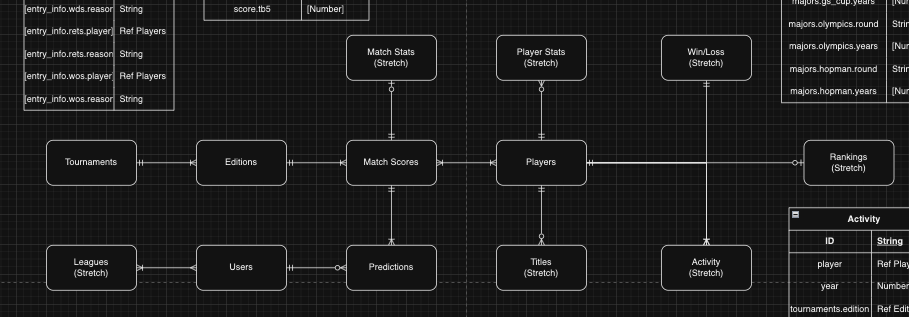 [entry_info.wds.reasor String
[entry_info.rets.player] Ref Players
[entry_info.rets.reason String
[entry_info.wos.player Ref Players
[entry_info.wos.reasor String
score.tb5 [Number]
majors.gs_cup.years [Nu
majors.olympics.round Strin
majors.olympics.years [Nur
majors.hopman.round Strin
majors.hopman.years [Nur
Match Stats
(Stretch)
Player Stats
(Stretch)
Win/Loss
(Stretch)
Tournaments
Editions
Match Scores
Players
Rankings
(Stretch)
Leagues
(Stretch)
Users
Predictions
Titles
(Stretch)
Activity
(Stretch)
Activity
ID String
player Ref Play
year Number
tournaments.edition Ref Edit